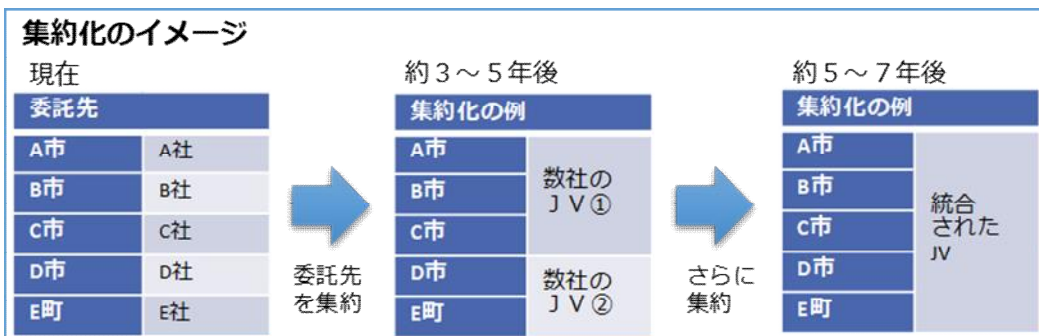 集約化のイメージ
現在
委託先
A市 A社
B市 B社
C市 C社
D市 D社
E町 E社
委託先
を集約
約３～５年後
集約化の例
A市
B市
C市
数社の
ＪＶ①
D市
E町
数社の
ＪＶ②
さらに
集約
約５～７年後
集約化の例
A市
B市
C市
D市
E町
統合
された
JV